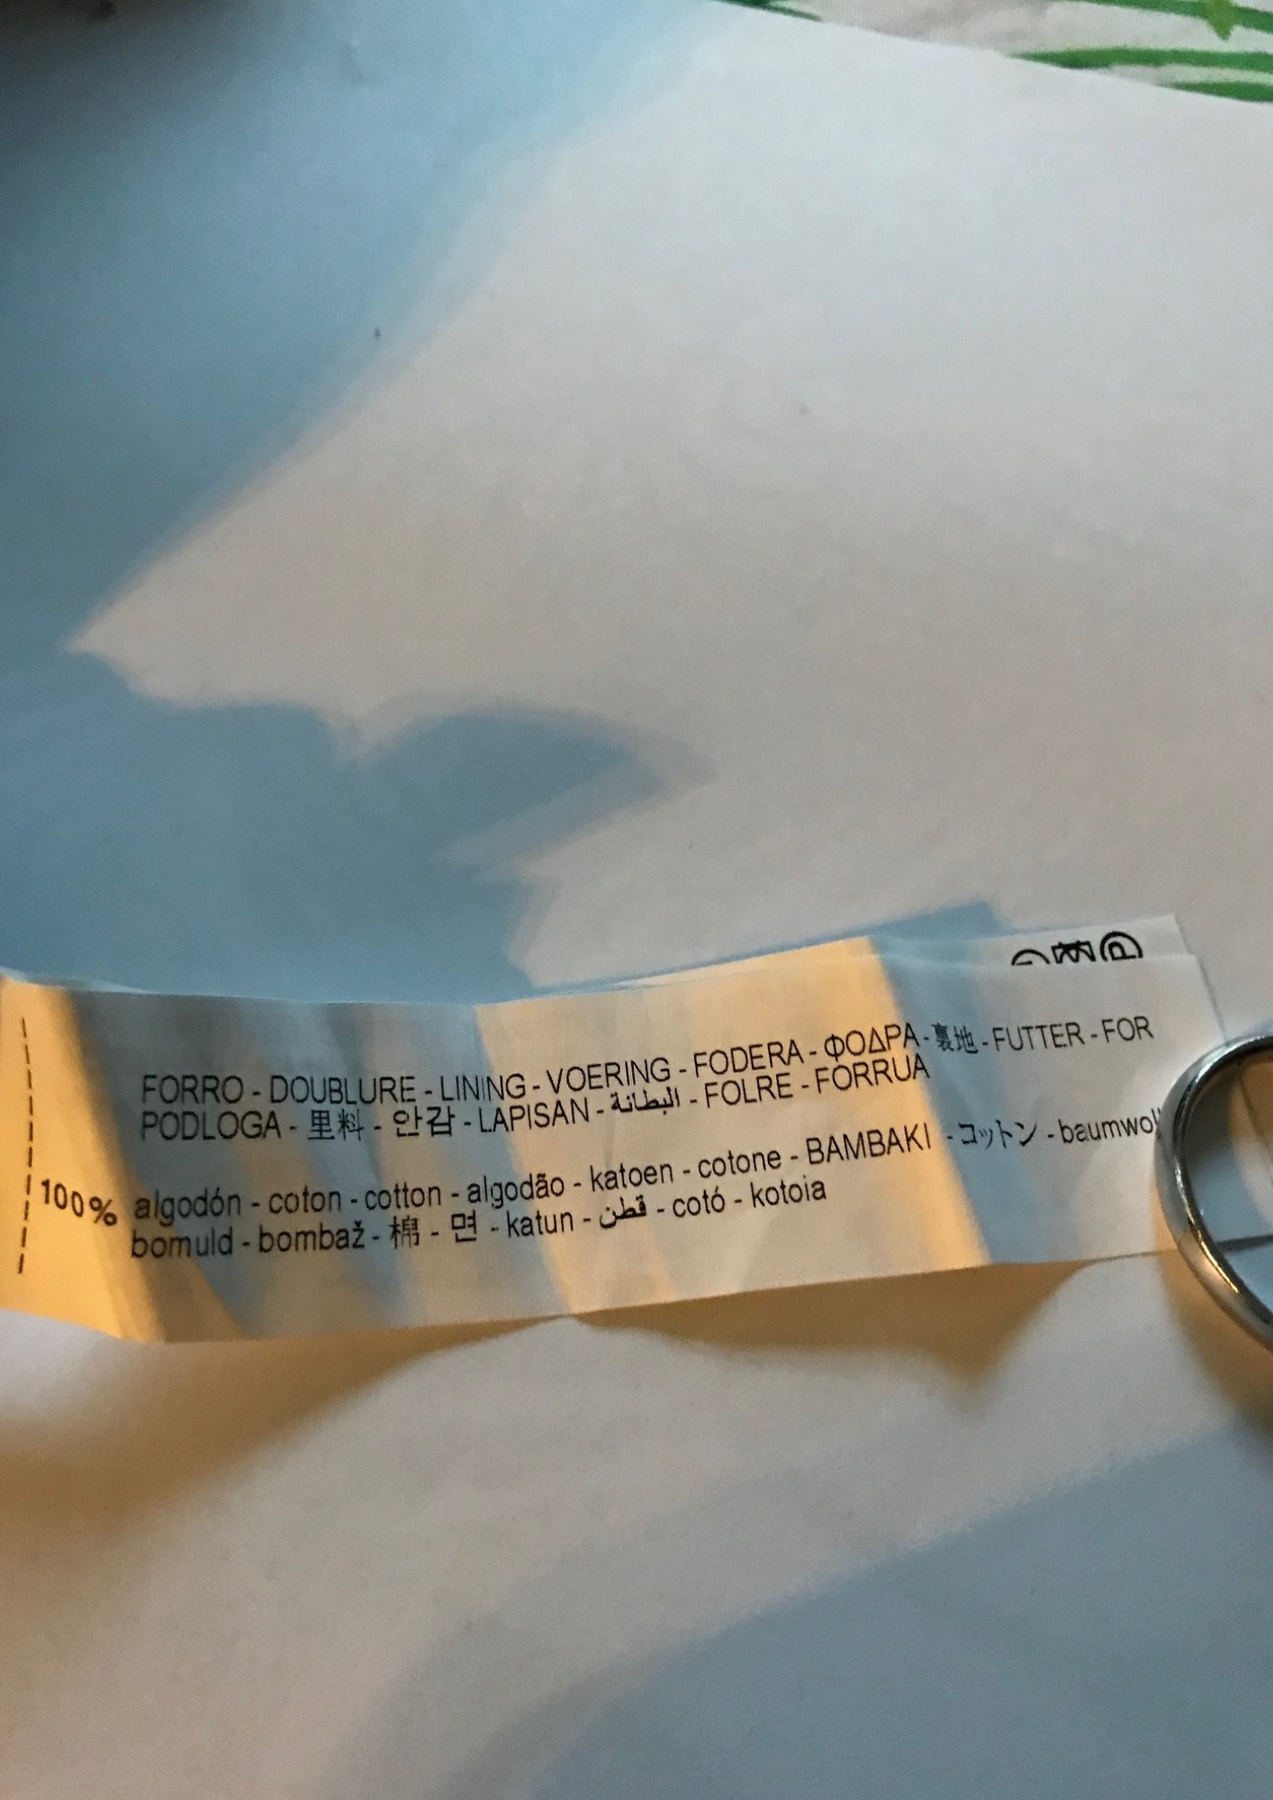 FORRO - DOUBLURE - LINING - VOERING - FODERA - ΦΟΔΡΑ - 裏地 - FUTTER - FOR
PODLOGA - 里料 - 안감 - LAPISAN - البطانة - FOLRE - FORRUA
100% algodón - coton - cotton - algodão - katoen - cotone - BAMBAKI - コットン - baumwoll
bomuld - bombaž - 棉 - 면 - katun - قطن - cotó - kotoia